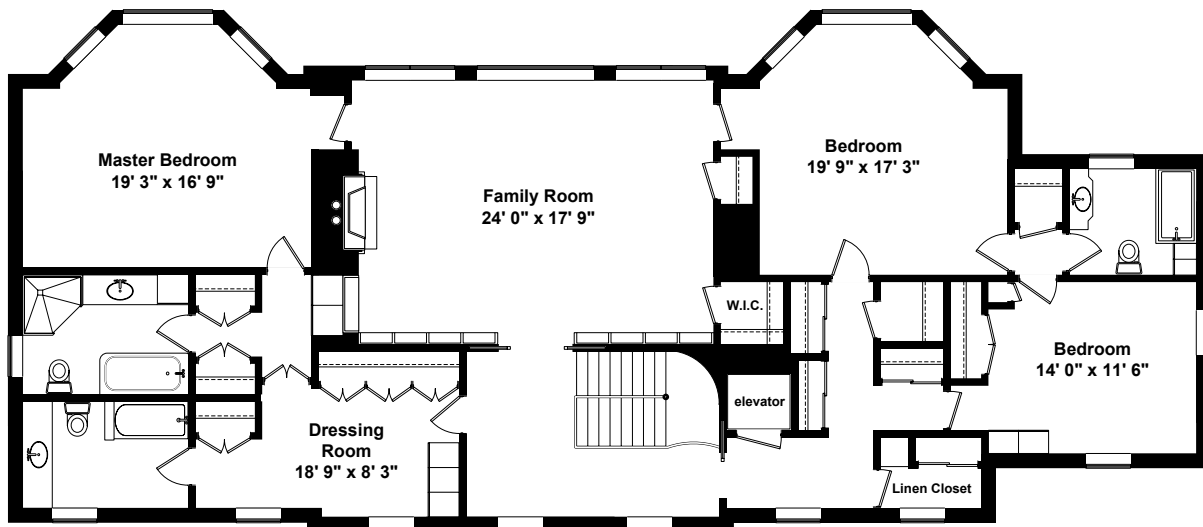 Master Bedroom
19' 3" x 16' 9"
Family Room
24' 0" x 17' 9"
Bedroom
19' 9" x 17' 3"
W.I.C.
Bedroom
14' 0" x 11' 6"
elevator
Dressing
Room
18' 9" x 8' 3"
Linen Closet